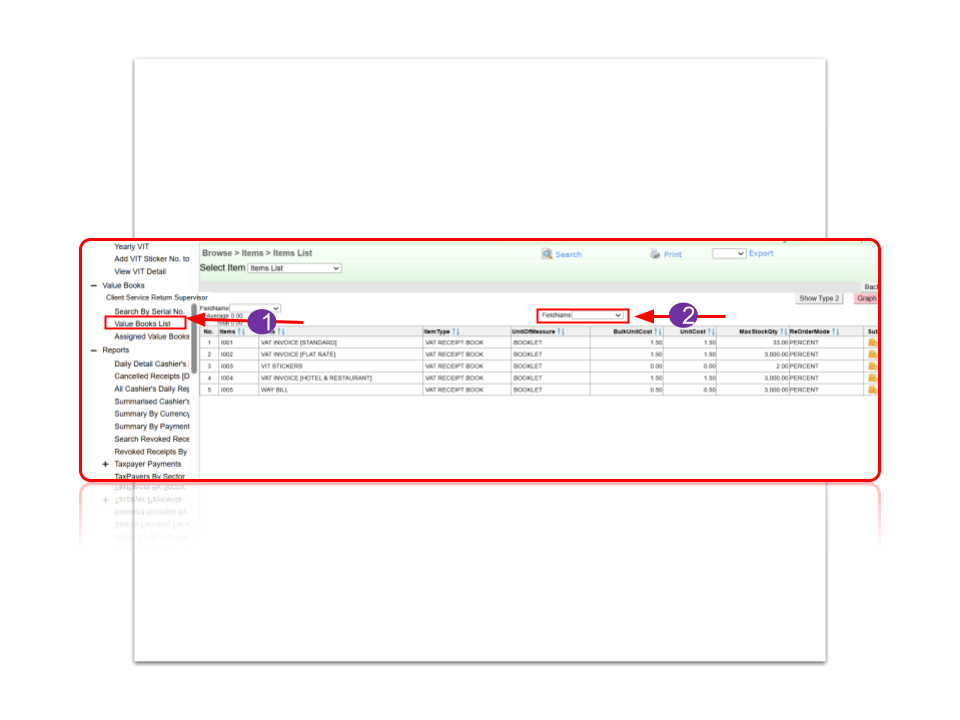 Yearly VIT
Add VIT Sticker No. to
View VIT Detail
Value Books
Client Service Return Supervisor
Search By Serial No.
Value Books List
Assigned Value Books
Reports
Daily Detail Cashier's
Cancelled Receipts [D
All Cashier's Daily Rep
Summarised Cashier's
Summary By Currency
Summary By Payment
Search Revoked Rece
Revoked Receipts By
Taxpayer Payments
TaxPayers By Sector
Browse > Items > Items List
Search
Print
Export
Select Item Items List
Back
Show Type 2
Graph
FieldName
Average 0.00
Total 0.00
1
FieldName
2
No. Items ItemType UnitOfMeasure BulkUnitCost UnitCost MaxStockQty ReOrderMode Sub
1 I001 VAT INVOICE [STANDARD] VAT RECEIPT BOOK BOOKLET 1.50 1.50 33.00 PERCENT
2 I002 VAT INVOICE [FLAT RATE] VAT RECEIPT BOOK BOOKLET 1.50 1.50 3,000.00 PERCENT
3 I003 VIT STICKERS VAT RECEIPT BOOK BOOKLET 0.00 0.00 2.00 PERCENT
4 I004 VAT INVOICE [HOTEL & RESTAURANT] VAT RECEIPT BOOK BOOKLET 1.50 1.50 3,000.00 PERCENT
5 I005 WAY BILL VAT RECEIPT BOOK BOOKLET 0.50 0.50 3,000.00 PERCENT